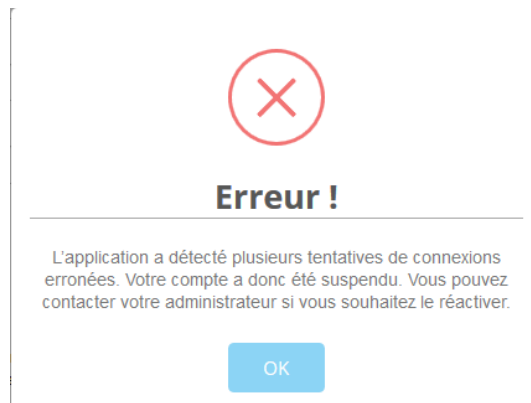 Erreur !
L'application a détecté plusieurs tentatives de connexions
erronées. Votre compte a donc été suspendu. Vous pouvez
contacter votre administrateur si vous souhaitez le réactiver.
OK